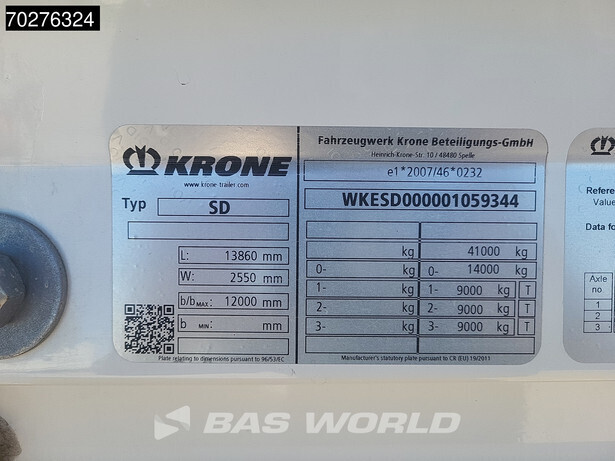 70276324
KRONE
www.krone-trailer.com
Typ SD
L: 13860 mm
W: 2550 mm
b/b MAX: 12000 mm
b MIN: mm
Plate relating to dimensions pursuant to 96/53/EC
Fahrzeugwerk Krone Beteiligungs-GmbH
Heinrich-Krone-Str. 10 / 48480 Spelle
e1*2007/46*0232
WKESD000001059344
kg 41000 kg
0- kg 0- 14000 kg
1- kg 1- 9000 kg T
2- kg 2- 9000 kg T
3- kg 3- 9000 kg T
Manufacturer's statutory plate pursuant to CR (EU) 19/2011
KR
Refere
Value
Data fo
Axle
no
1
2
3
BAS WORLD